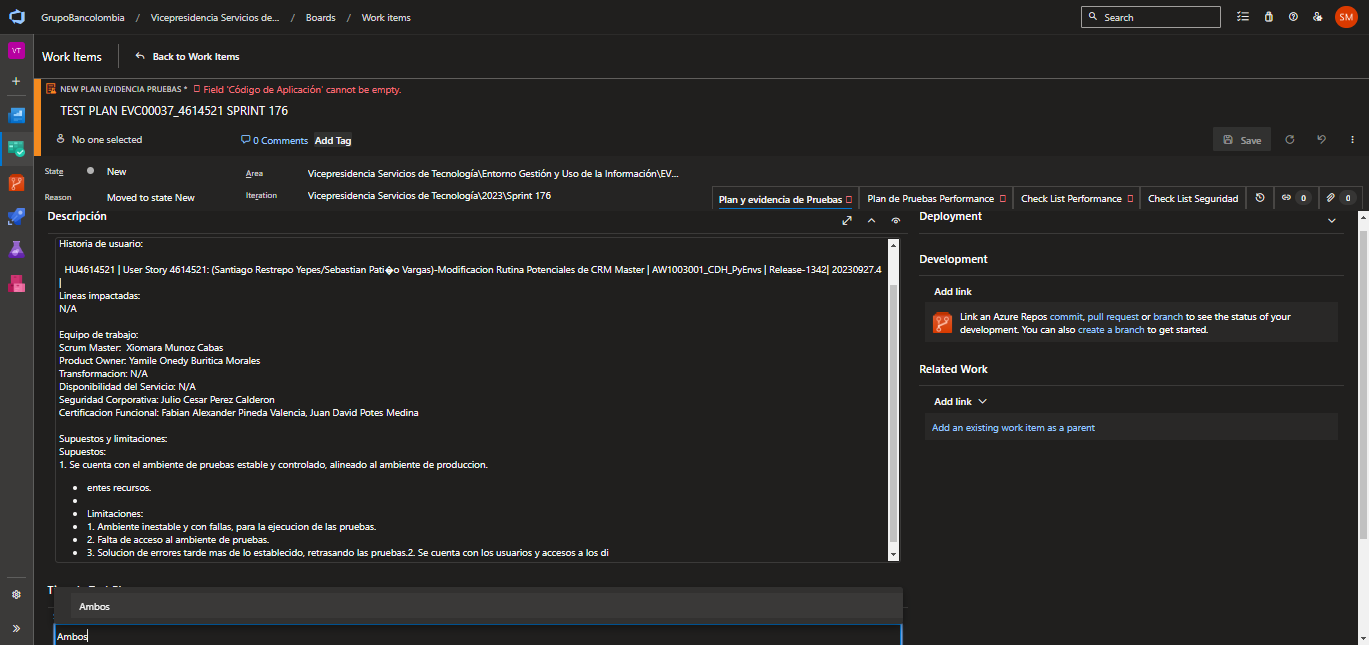 GrupoBancolombia / Vicepresidencia Servicios de... / Boards / Work items
Search
SM
VT
Work Items
Back to Work Items
NEW PLAN EVIDENCIA PRUEBAS * Field 'Código de Aplicación' cannot be empty.
TEST PLAN EVC00037_4614521 SPRINT 176
No one selected
0 Comments
Add Tag
Save
State
New
Area
Vicepresidencia Servicios de Tecnología\Entorno Gestión y Uso de la Información\EV...
Reason
Moved to state New
Iteration
Vicepresidencia Servicios de Tecnología\2023\Sprint 176
Plan y evidencia de Pruebas
Plan de Pruebas Performance
Check List Performance
Check List Seguridad
0
0
Descripción
Historia de usuario:
HU4614521 | User Story 4614521: (Santiago Restrepo Yepes/Sebastian Pati�o Vargas)-Modificacion Rutina Potenciales de CRM Master | AW1003001_CDH_PyEnvs | Release-1342| 20230927.4
|
Lineas impactadas:
N/A
Equipo de trabajo:
Scrum Master:  Xiomara Munoz Cabas
Product Owner: Yamile Onedy Buritica Morales
Transformacion: N/A
Disponibilidad del Servicio: N/A
Seguridad Corporativa: Julio Cesar Perez Calderon
Certificacion Funcional: Fabian Alexander Pineda Valencia, Juan David Potes Medina
Supuestos y limitaciones:
Supuestos:
1. Se cuenta con el ambiente de pruebas estable y controlado, alineado al ambiente de produccion.
• entes recursos.
•
• Limitaciones:
• 1. Ambiente inestable y con fallas, para la ejecucion de las pruebas.
• 2. Falta de acceso al ambiente de pruebas.
• 3. Solucion de errores tarde mas de lo establecido, retrasando las pruebas.2. Se cuenta con los usuarios y accesos a los di
Ambos
Ambos
Deployment
Development
Add link
Link an Azure Repos commit, pull request or branch to see the status of your
development. You can also create a branch to get started.
Related Work
Add link
Add an existing work item as a parent